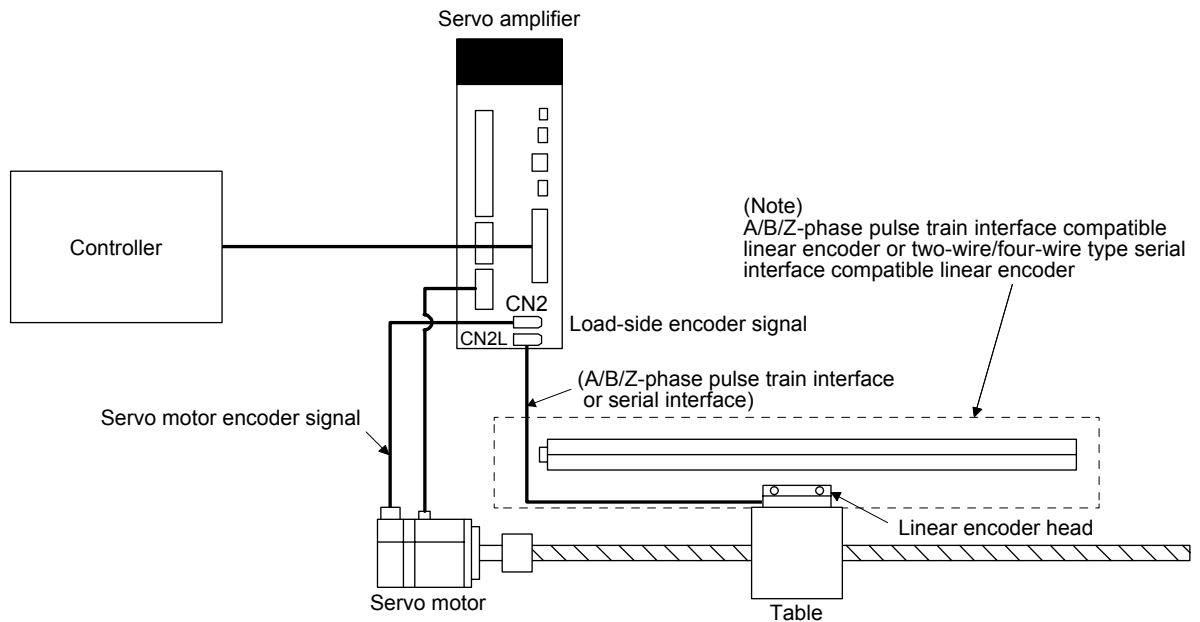 Servo amplifier
Controller
(Note)
A/B/Z-phase pulse train interface compatible
linear encoder or two-wire/four-wire type serial
interface compatible linear encoder
CN2
Load-side encoder signal
CN2L
(A/B/Z-phase pulse train interface
or serial interface)
Servo motor encoder signal
Linear encoder head
Servo motor
Table